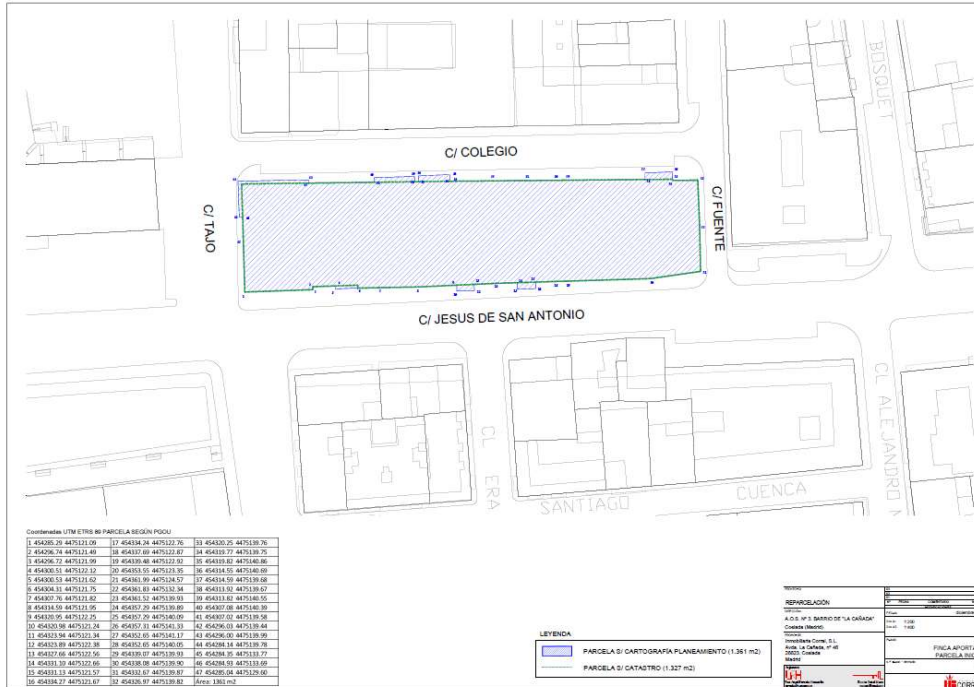 C/ COLEGIO
BOSQUET
C/ TAJO
C/ FUENTE
C/ JESUS DE SAN ANTONIO
CL ERA
SANTIAGO
CUENCA
CL ALEJANDRO
Coordenadas UTM ETRS 89 PARCELA SEGÚN PGOU
1 454285.29 4475121.09 17 454334.24 4475122.76 33 454320.25 4475139.76
2 454296.74 4475121.49 18 454337.69 4475122.87 34 454319.77 4475139.75
3 454296.72 4475121.99 19 454339.48 4475122.92 35 454319.82 4475140.86
4 454300.51 4475122.12 20 454353.55 4475123.35 36 454314.55 4475140.69
5 454300.53 4475121.62 21 454361.99 4475124.57 37 454314.59 4475139.68
6 454304.31 4475121.75 22 454361.83 4475132.34 38 454313.92 4475139.67
7 454307.76 4475121.82 23 454361.52 4475139.93 39 454313.82 4475140.55
8 454314.59 4475121.95 24 454357.29 4475139.89 40 454307.08 4475140.39
9 454320.95 4475122.25 25 454357.29 4475140.09 41 454307.02 4475139.58
10 454320.98 4475121.24 26 454357.31 4475141.33 42 454296.03 4475139.44
11 454323.94 4475121.34 27 454352.65 4475141.17 43 454296.00 4475139.99
12 454323.89 4475122.38 28 454352.65 4475140.05 44 454284.14 4475139.78
13 454327.66 4475122.56 29 454339.07 4475139.93 45 454284.35 4475133.77
14 454331.10 4475122.66 30 454338.08 4475139.90 46 454284.93 4475133.69
15 454331.13 4475121.57 31 454332.67 4475139.87 47 454285.04 4475129.60
16 454334.27 4475121.67 32 454326.97 4475139.82 Área: 1361 m2
LEYENDA
PARCELA S/ CARTOGRAFÍA PLANEAMIENTO (1.361 m2)
PARCELA S/ CATASTRO (1.327 m2)
REPARCELACIÓN
A.O.S. Nº 3 BARRIO DE "LA CAÑADA"
Coslada (Madrid)
Inmobiliaria Corral, S.L.
Avda. La Cañada, nº 46
28823. Coslada
Madrid
FINCA
PARCELA